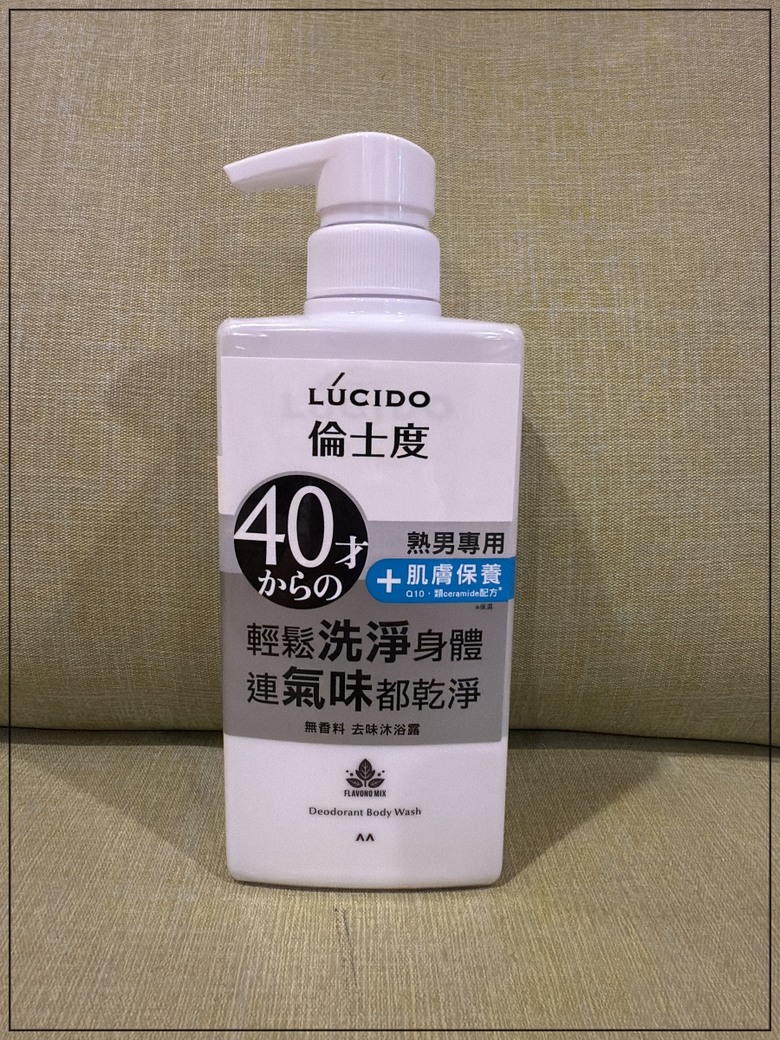 LÚCIDO
倫士度
40才
からの
熟男專用
+肌膚保養
Q10・類ceramide配方*
*保濕
輕鬆洗淨身體
連氣味都乾淨
無香料 去味沐浴露
FLAVONO MIX
Deodorant Body Wash
^^